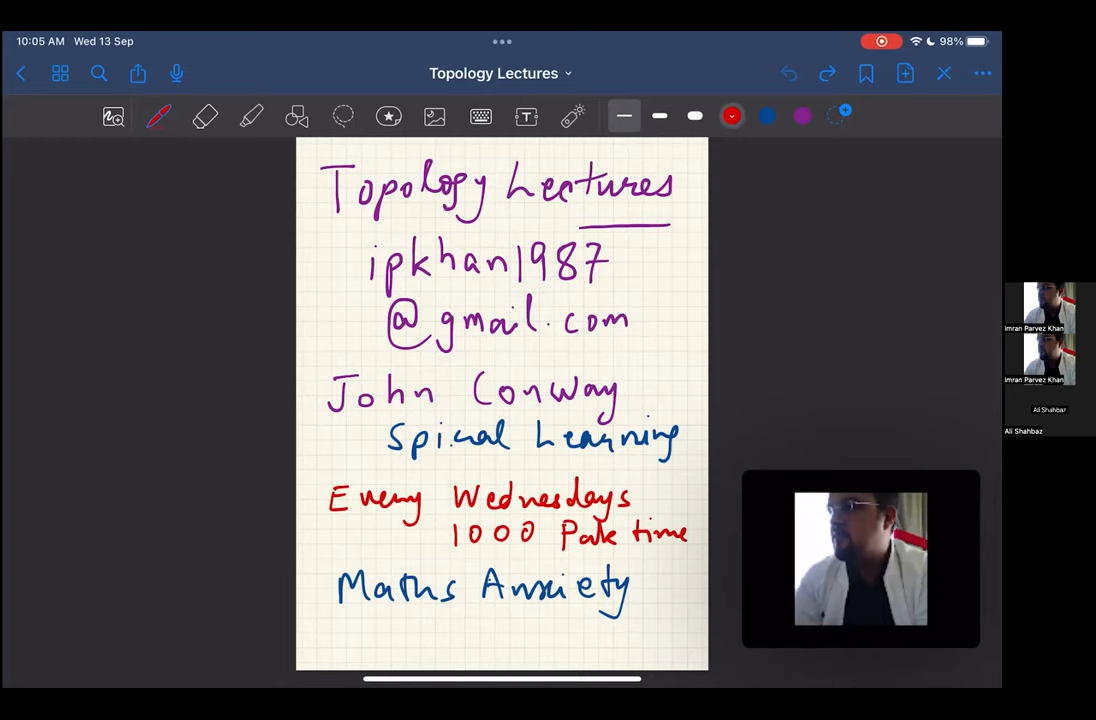 10:05 AM Wed 13 Sep
98%
Topology Lectures
T
Topology Lectures
ipkhan1987
@gmail.com
John Conway
Spiral Learning
Every Wednesdays
1000 Pak time
Maths Anxiety
Imran Parvez Khan
Imran Parvez Khan
Ali Shahbaz
Ali Shahbaz